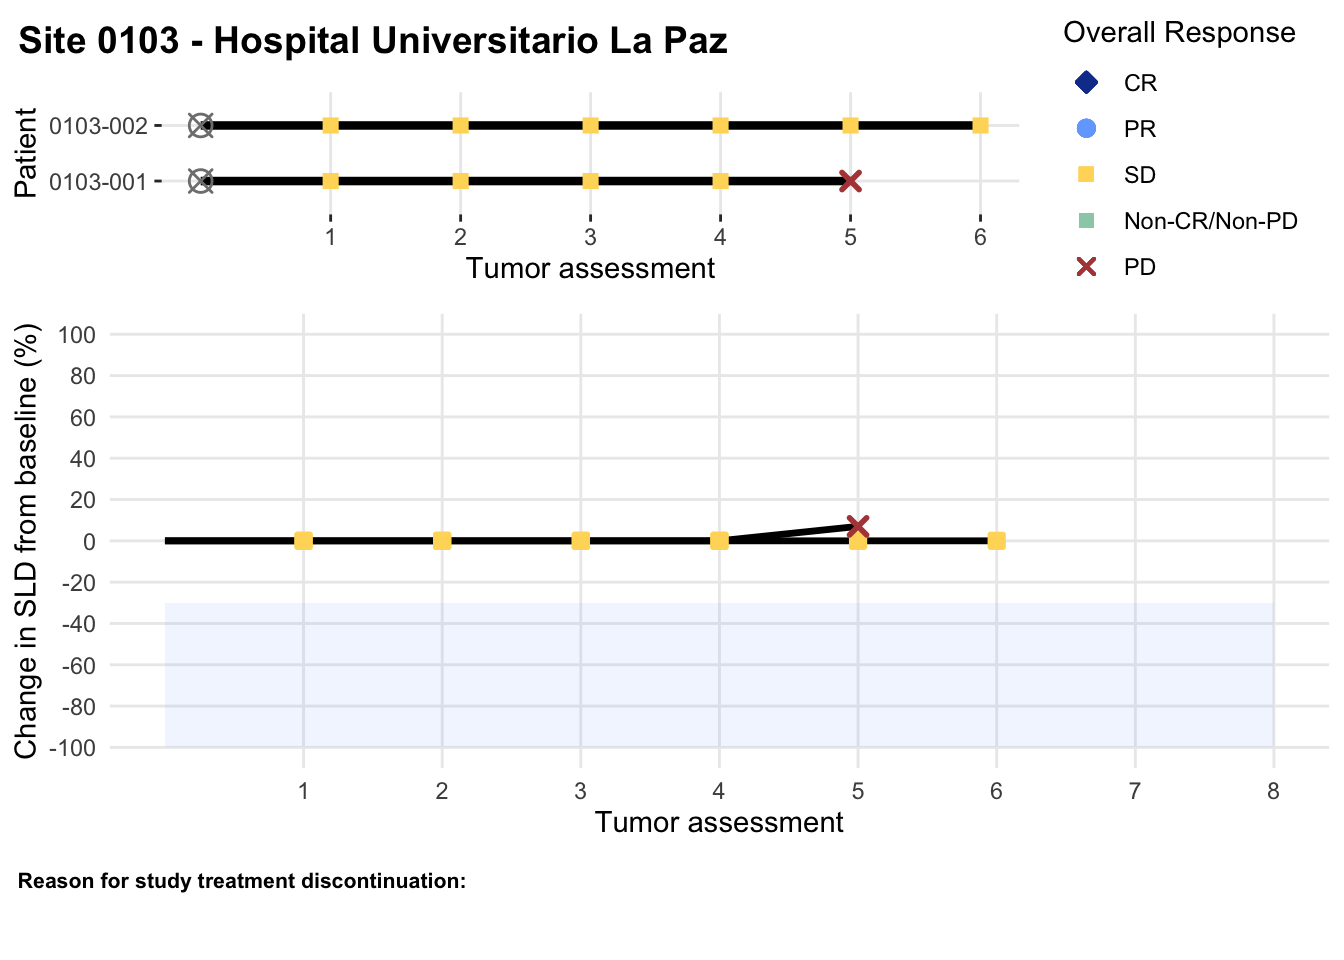 Site 0103 - Hospital Universitario La Paz
Patient
0103-002
0103-001
1 2 3 4 5 6
Tumor assessment
Overall Response
CR
PR
SD
Non-CR/Non-PD
PD
Change in SLD from baseline (%)
100
80
60
40
20
0
-20
-40
-60
-80
-100
1 2 3 4 5 6 7 8
Tumor assessment
Reason for study treatment discontinuation: